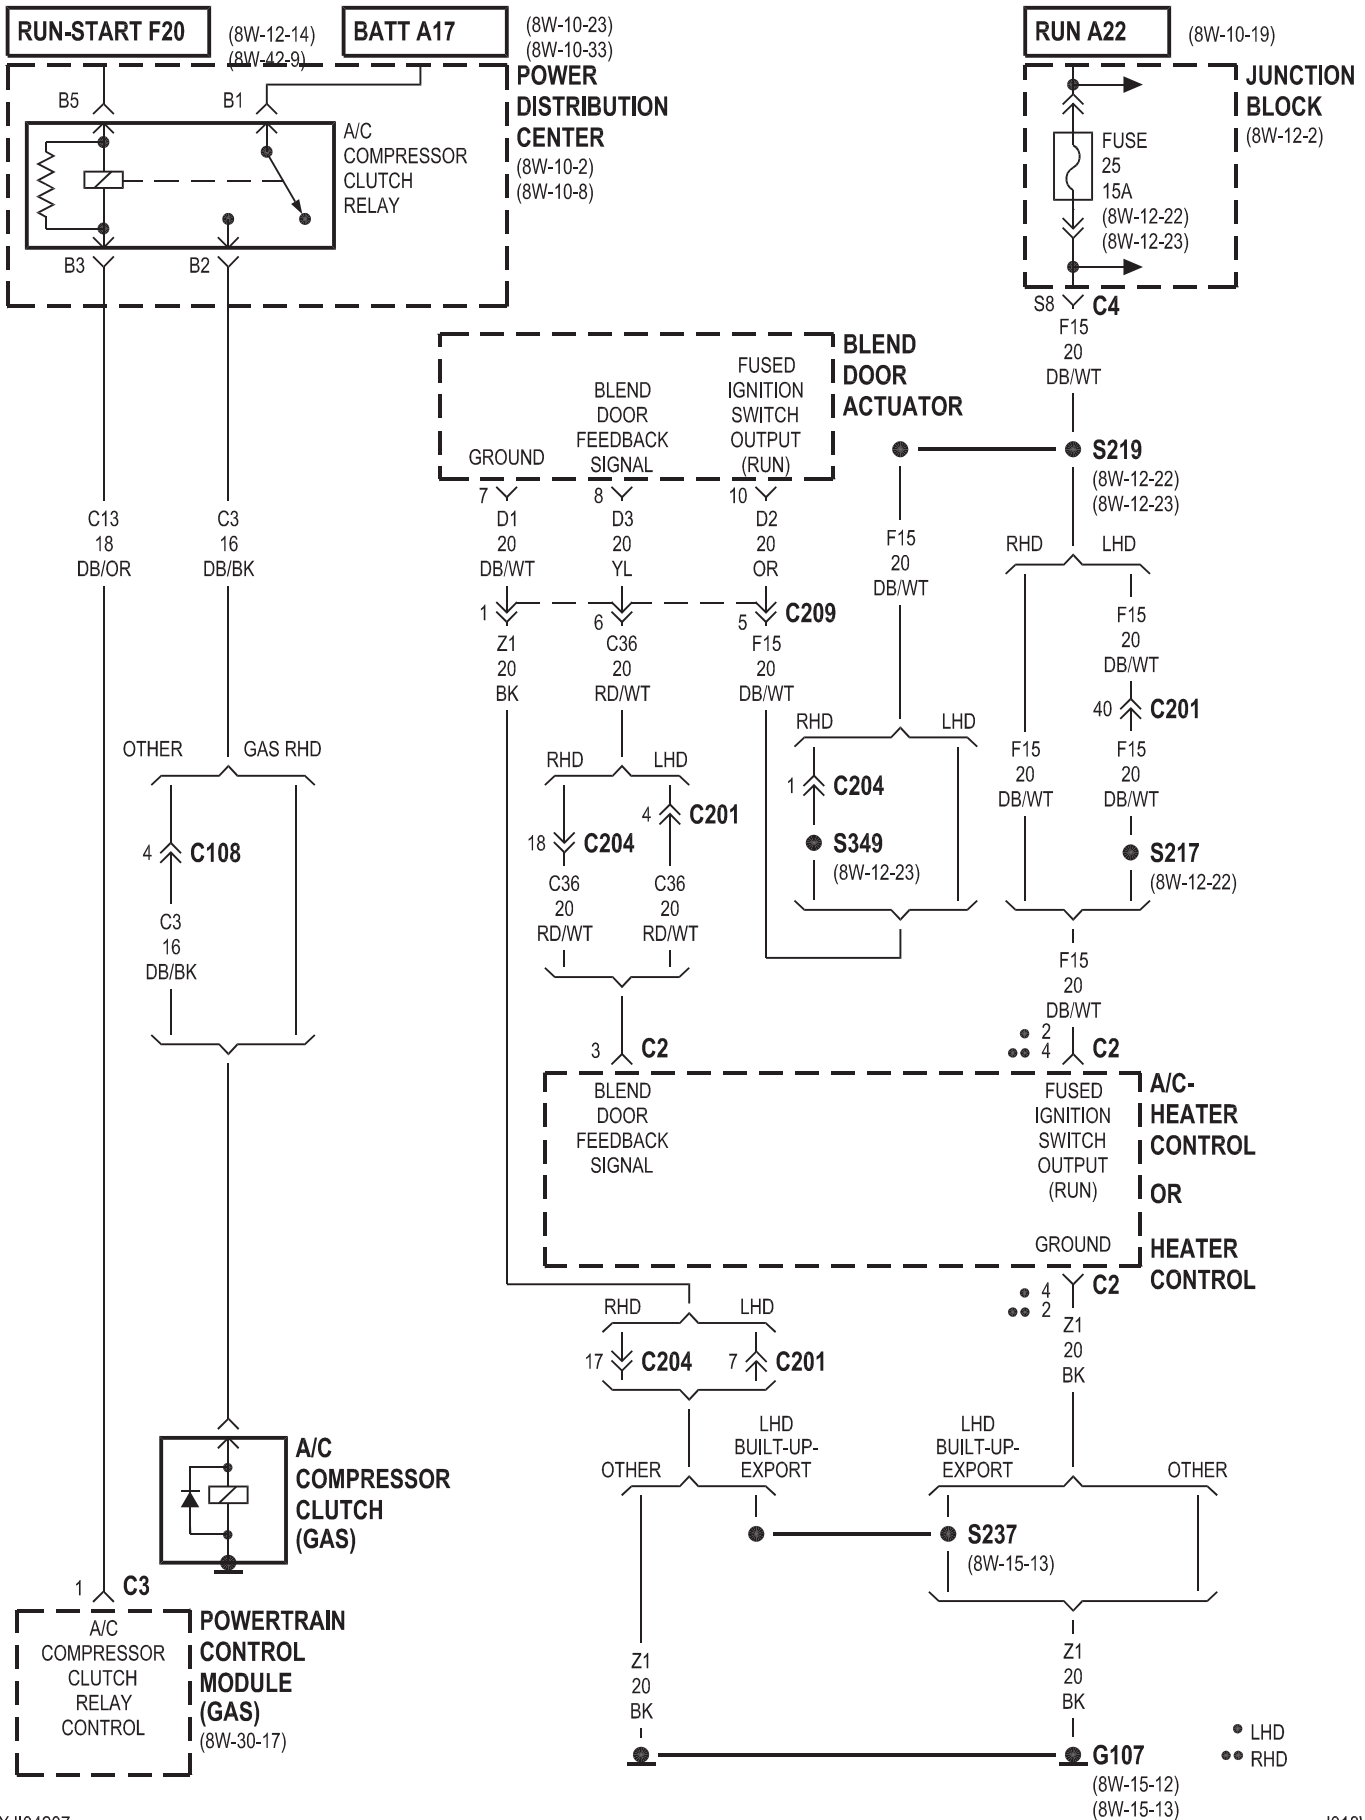 RUN-START F20
(8W-12-14)
(8W-42-9)
BATT A17
(8W-10-23)
(8W-10-33)
RUN A22
(8W-10-19)
POWER
DISTRIBUTION
CENTER
(8W-10-2)
(8W-10-8)
B5
B1
A/C
COMPRESSOR
CLUTCH
RELAY
B3
B2
JUNCTION
BLOCK
(8W-12-2)
FUSE
25
15A
(8W-12-22)
(8W-12-23)
S8
C4
F15
20
DB/WT
BLEND
DOOR
ACTUATOR
GROUND
BLEND
DOOR
FEEDBACK
SIGNAL
FUSED
IGNITION
SWITCH
OUTPUT
(RUN)
S219
(8W-12-22)
(8W-12-23)
C13
18
DB/OR
C3
16
DB/BK
7
D1
20
DB/WT
8
D3
20
YL
10
D2
20
OR
F15
20
DB/WT
RHD
LHD
F15
20
DB/WT
1
6
5
C209
Z1
20
BK
C36
20
RD/WT
F15
20
DB/WT
40
C201
OTHER
GAS RHD
RHD
LHD
RHD
LHD
F15
20
DB/WT
F15
20
DB/WT
1
C204
4
C201
18
C204
S349
(8W-12-23)
S217
(8W-12-22)
4
C108
C3
16
DB/BK
C36
20
RD/WT
C36
20
RD/WT
F15
20
DB/WT
3
C2
2
4
C2
BLEND
DOOR
FEEDBACK
SIGNAL
FUSED
IGNITION
SWITCH
OUTPUT
(RUN)
GROUND
A/C-
HEATER
CONTROL
OR
HEATER
CONTROL
4
2
C2
Z1
20
BK
RHD
LHD
17
C204
7
C201
OTHER
LHD
BUILT-UP-
EXPORT
LHD
BUILT-UP-
EXPORT
OTHER
A/C
COMPRESSOR
CLUTCH
(GAS)
S237
(8W-15-13)
1
C3
A/C
COMPRESSOR
CLUTCH
RELAY
CONTROL
POWERTRAIN
CONTROL
MODULE
(GAS)
(8W-30-17)
Z1
20
BK
Z1
20
BK
G107
(8W-15-12)
(8W-15-13)
• LHD
•• RHD